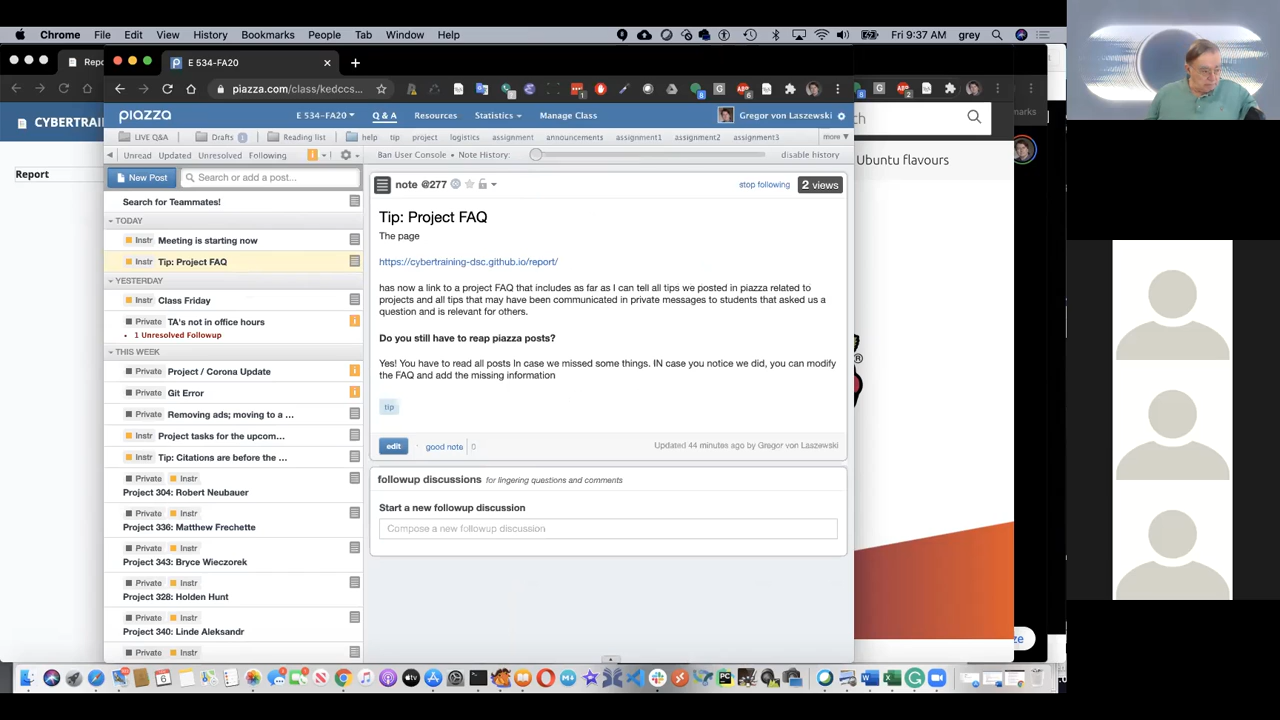 Chrome File Edit View History Bookmarks People Tab Window Help
Fri 9:37 AM grey
Repo
E 534-FA20
piazza.com/class/kedccs...
CYBERTRAI
Report
piazza
E 534-FA20 Q & A Resources Statistics Manage Class
Gregor von Laszewski
LIVE Q&A Drafts Reading list help tip project logistics assignment announcements assignment1 assignment2 assignment3 more
Unread Updated Unresolved Following
Ban User Console • Note History: disable history
New Post
Search or add a post...
Search for Teammates!
TODAY
Instr Meeting is starting now
Instr Tip: Project FAQ
YESTERDAY
Instr Class Friday
Private TA's not in office hours
• 1 Unresolved Followup
THIS WEEK
Private Project / Corona Update
Private Git Error
Private Removing ads; moving to a ...
Instr Project tasks for the upcom...
Instr Tip: Citations are before the ...
Private Instr
Project 304: Robert Neubauer
Private Instr
Project 336: Matthew Frechette
Private Instr
Project 343: Bryce Wieczorek
Private Instr
Project 328: Holden Hunt
Private Instr
Project 340: Linde Aleksandr
Private Instr
note @277
stop following 2 views
Tip: Project FAQ
The page
https://cybertraining-dsc.github.io/report/
has now a link to a project FAQ that includes as far as I can tell all tips we posted in piazza related to
projects and all tips that may have been communicated in private messages to students that asked us a
question and is relevant for others.
Do you still have to reap piazza posts?
Yes! You have to read all posts In case we missed some things. IN case you notice we did, you can modify
the FAQ and add the missing information
tip
edit good note 0
Updated 44 minutes ago by Gregor von Laszewski
followup discussions for lingering questions and comments
Start a new followup discussion
Compose a new followup discussion
marks
ch
Ubuntu flavours
ze